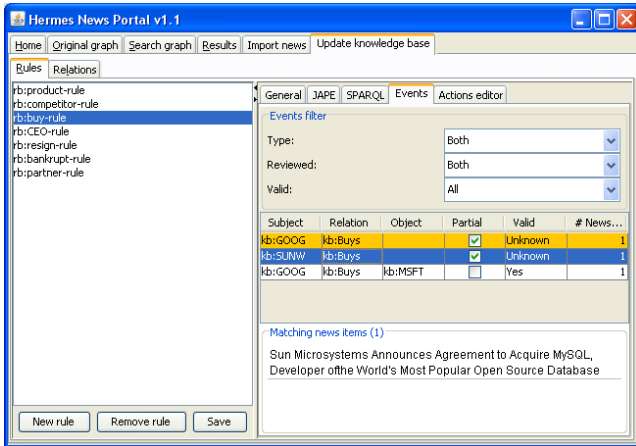 Hermes News Portal v1.1
Home Original graph Search graph Results Import news Update knowledge base
Rules Relations
rb:product-rule
rb:competitor-rule
rb:buy-rule
rb:CEO-rule
rb:resign-rule
rb:bankrupt-rule
rb:partner-rule
New rule Remove rule Save
General JAPE SPARQL Events Actions editor
Events filter
Type: Both
Reviewed: Both
Valid: All
Subject Relation Object Partial Valid # News...
kb:GOOG kb:Buys Unknown 1
kb:SUNW kb:Buys Unknown 1
kb:GOOG kb:Buys kb:MSFT Yes 1
Matching news items (1)
Sun Microsystems Announces Agreement to Acquire MySQL,
Developer ofthe World's Most Popular Open Source Database